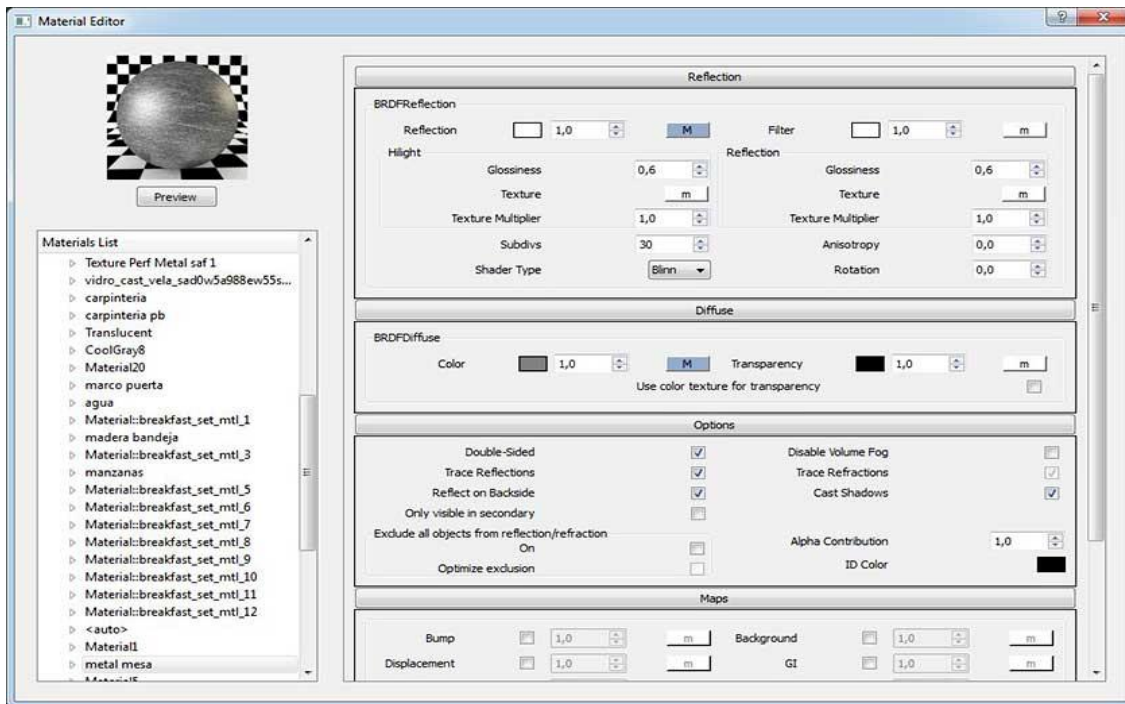 Material Editor
Preview
Materials List
Texture Perf Metal saf 1
vidro_cast_vela_sad0w5a988ew55s...
carpinteria
carpinteria pb
Translucent
CoolGray8
Material20
marco puerta
agua
Material::breakfast_set_mtl_1
madera bandeja
Material::breakfast_set_mtl_3
manzanas
Material::breakfast_set_mtl_5
Material::breakfast_set_mtl_6
Material::breakfast_set_mtl_7
Material::breakfast_set_mtl_8
Material::breakfast_set_mtl_9
Material::breakfast_set_mtl_10
Material::breakfast_set_mtl_11
Material::breakfast_set_mtl_12
<auto>
Material1
metal mesa
Material5
Reflection
BRDFReflection
Reflection 1,0 M Filter 1,0 m
Hilight Reflection
Glossiness 0,6 Glossiness 0,6
Texture m Texture m
Texture Multiplier 1,0 Texture Multiplier 1,0
Subdivs 30 Anisotropy 0,0
Shader Type Blinn Rotation 0,0
Diffuse
BRDFDiffuse
Color 1,0 M Transparency 1,0 m
Use color texture for transparency
Options
Double-Sided Disable Volume Fog
Trace Reflections Trace Refractions
Reflect on Backside Cast Shadows
Only visible in secondary
Exclude all objects from reflection/refraction
On Alpha Contribution 1,0
Optimize exclusion ID Color
Maps
Bump 1,0 m Background 1,0 m
Displacement 1,0 m GI 1,0 m